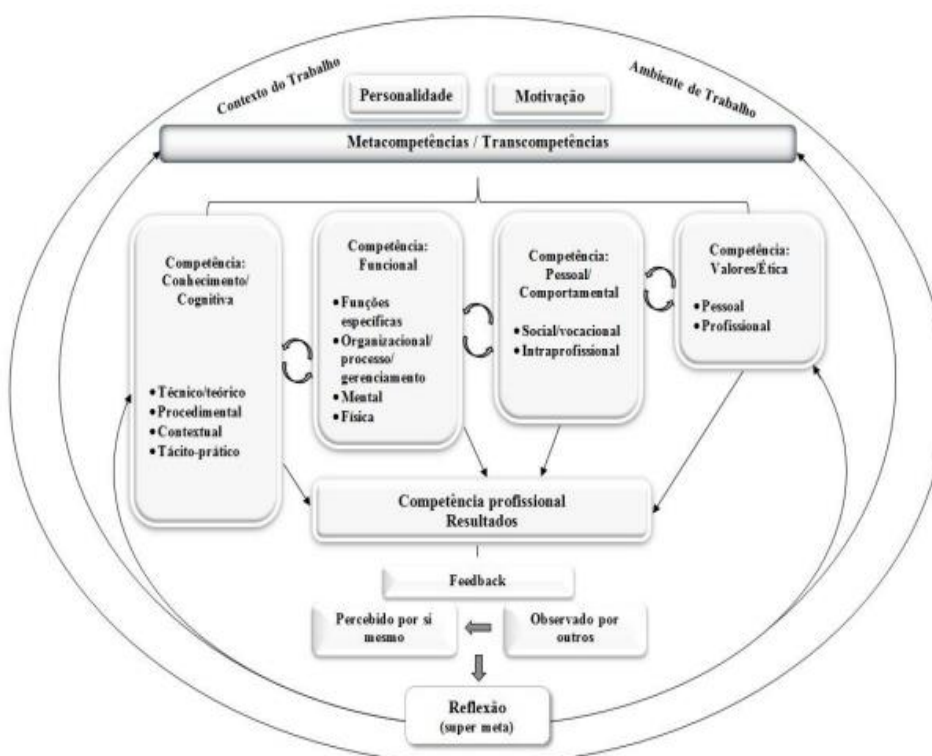 Contexto do Trabalho
Ambiente de Trabalho
Personalidade
Motivação
Metacompetências / Transcompetências
Competência:
Conhecimento/
Cognitiva
•Técnico/teórico
•Procedimental
•Contextual
•Tácito-prático
Competência:
Funcional
•Funções
específicas
•Organizacional/
processo/
gerenciamento
•Mental
•Física
Competência:
Pessoal/
Comportamental
•Social/vocacional
•Intraprofissional
Competência:
Valores/Ética
•Pessoal
•Profissional
Competência profissional
Resultados
Feedback
Percebido por si
mesmo
Observado por
outros
Reflexão
(super meta)